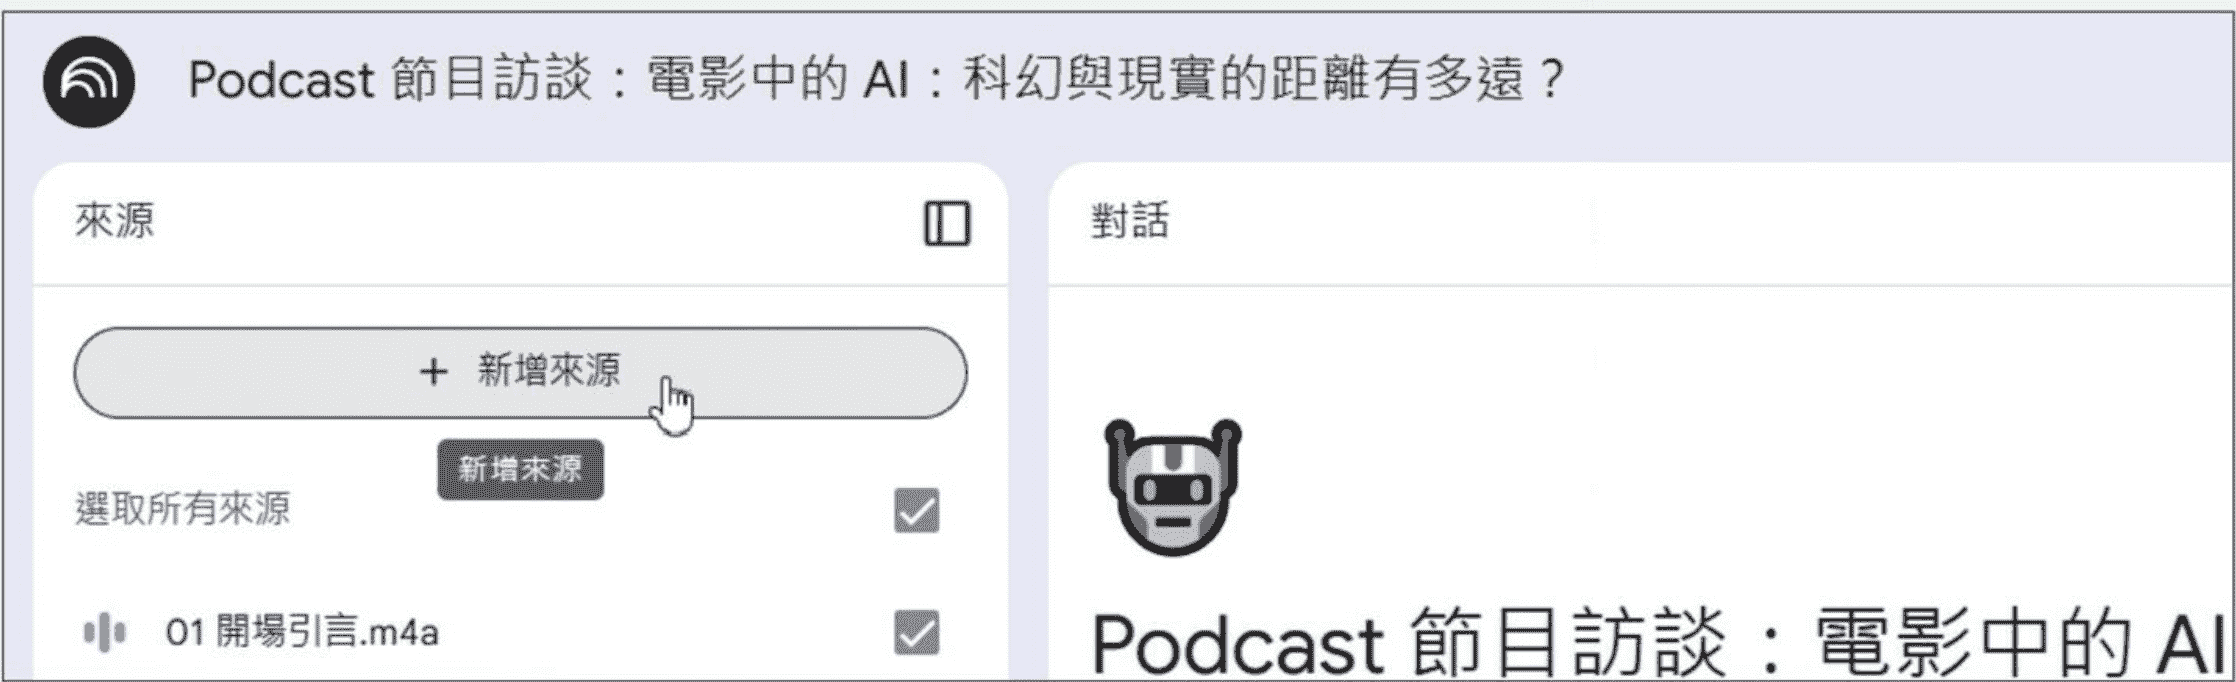 Podcast 節目訪談：電影中的 AI：科幻與現實的距離有多遠？
來源
+ 新增來源
新增來源
選取所有來源
01 開場引言.m4a
對話
Podcast 節目訪談：電影中的 AI